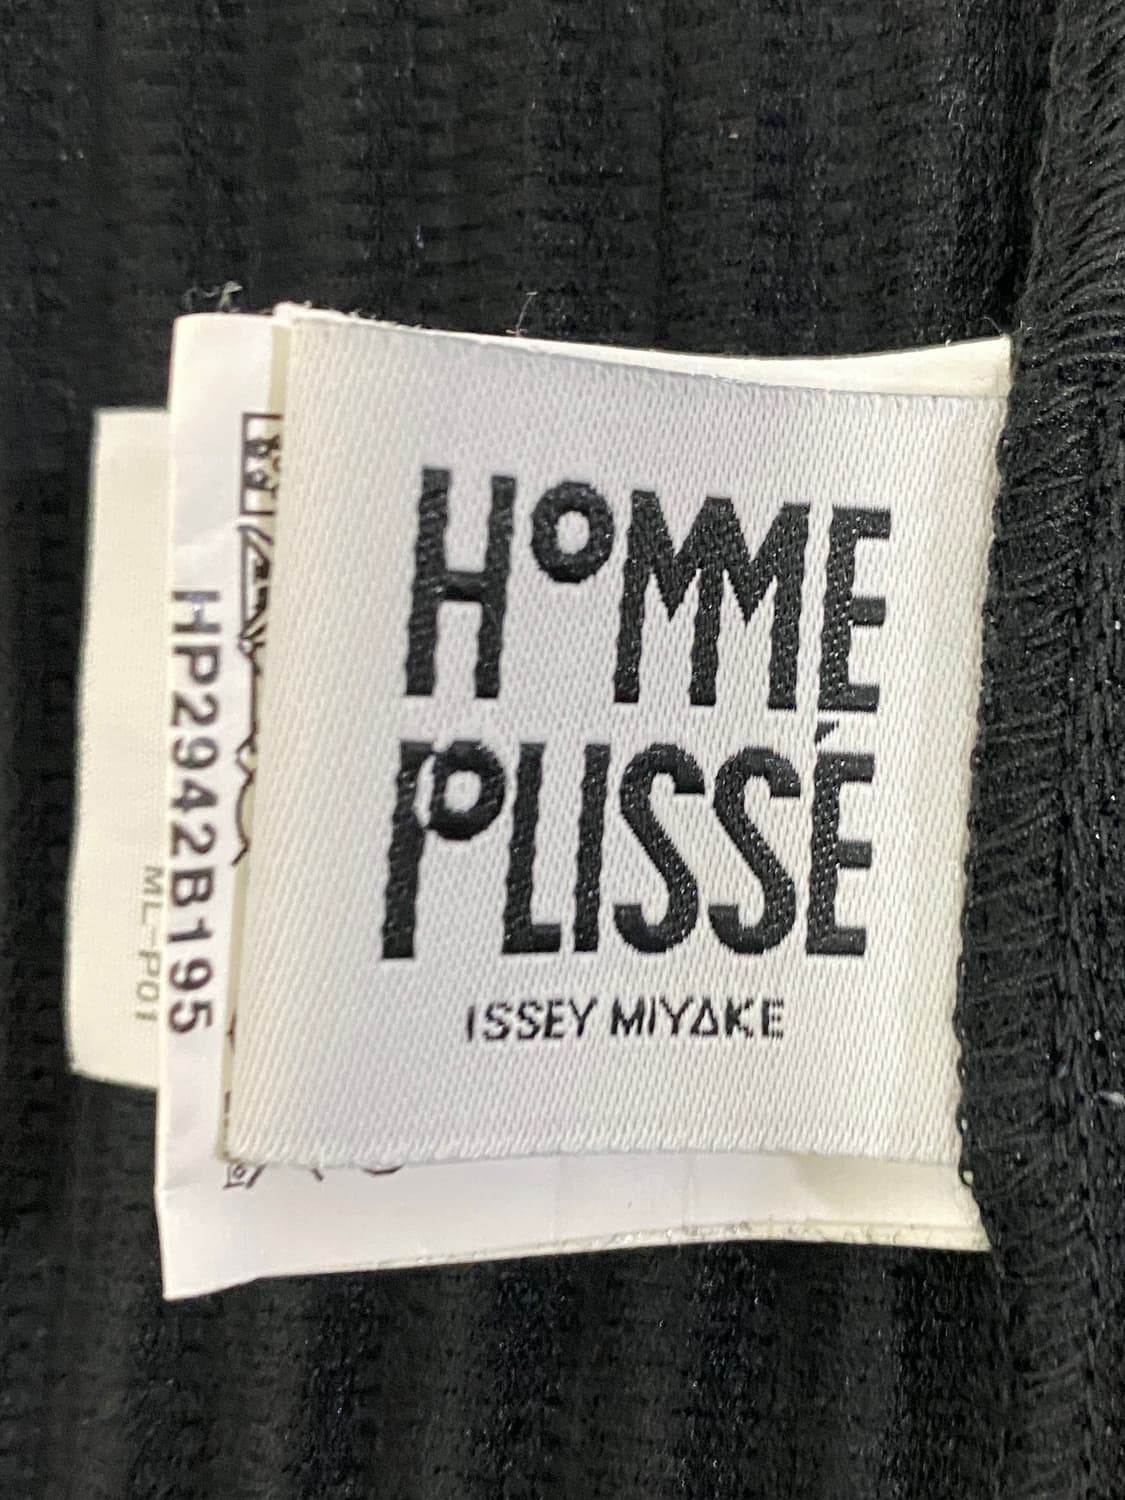 HOMME
PLISSÉ
ISSEY MIYAKE
HP2942B195
ML-P01